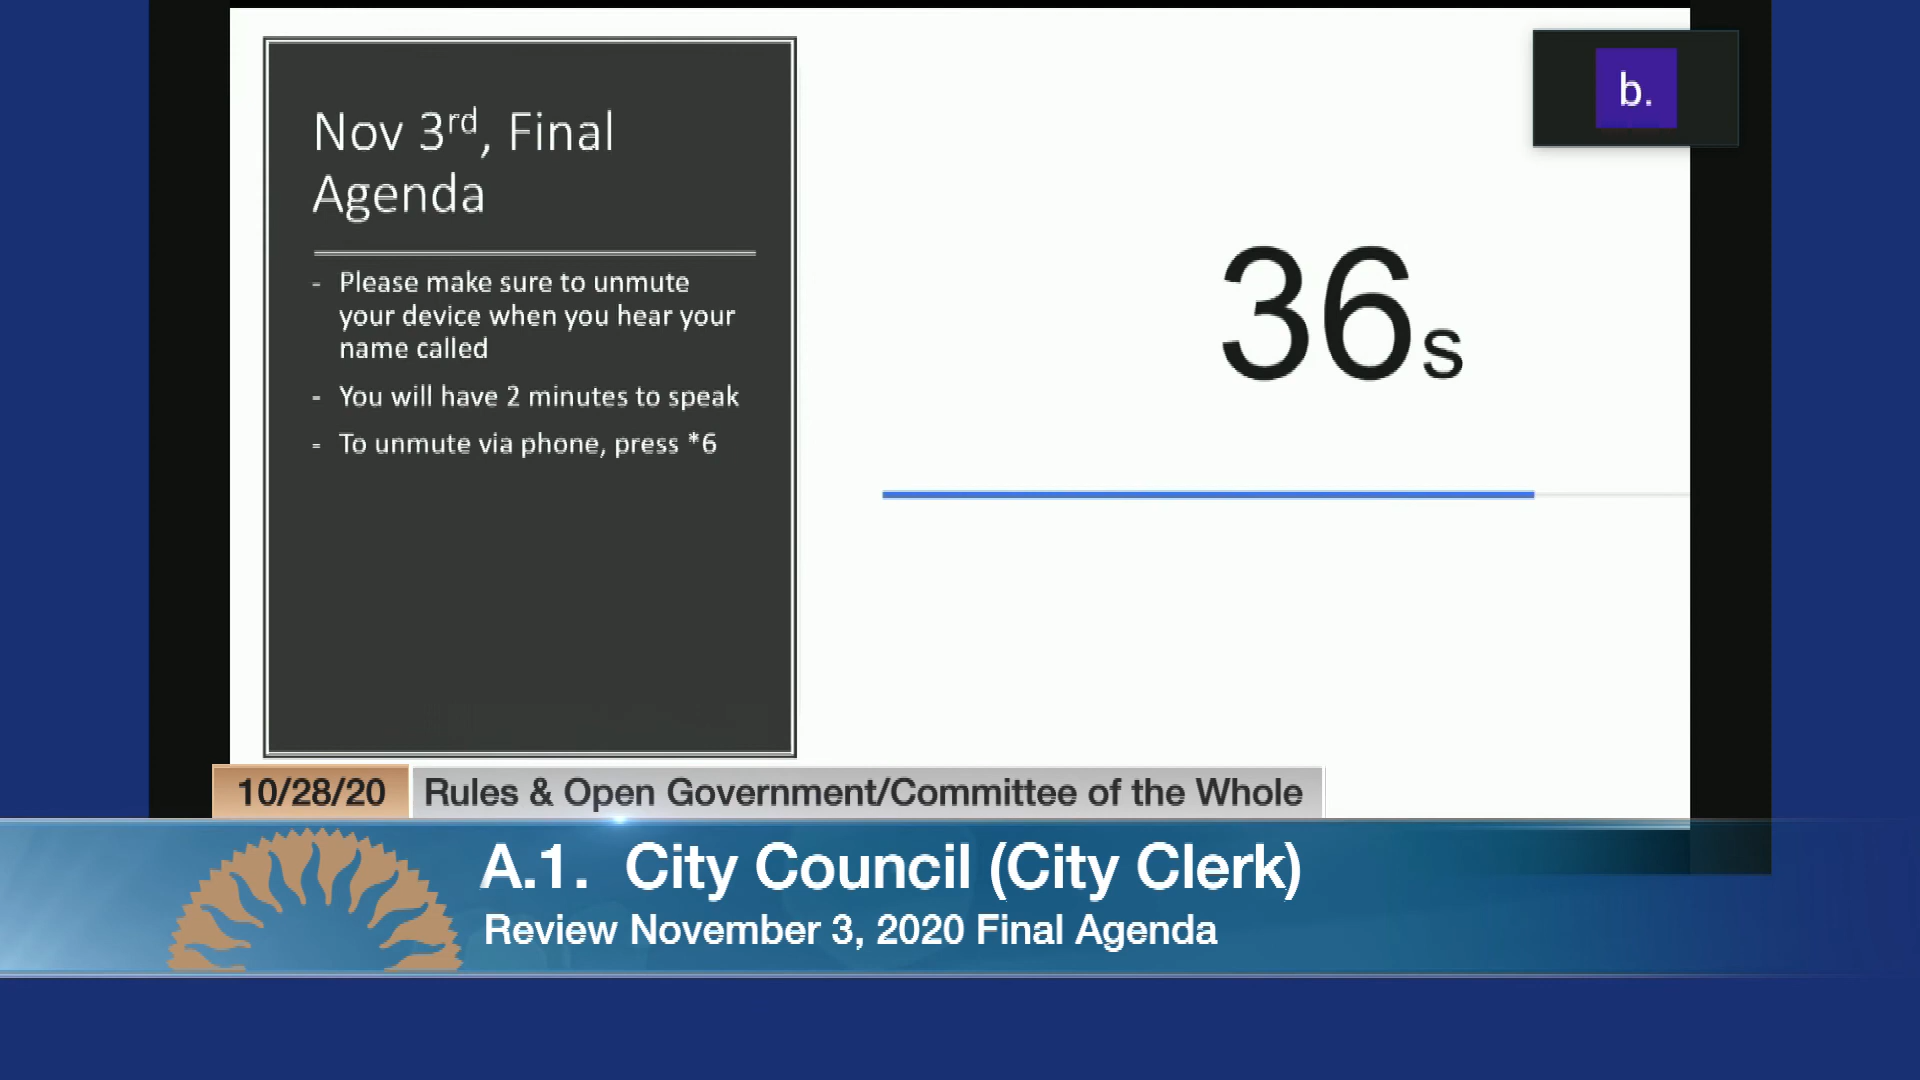 Nov 3rd, Final
Agenda
- Please make sure to unmute
your device when you hear your
name called
- You will have 2 minutes to speak
- To unmute via phone, press *6
b.
36s
10/28/20
Rules & Open Government/Committee of the Whole
A.1. City Council (City Clerk)
Review November 3, 2020 Final Agenda